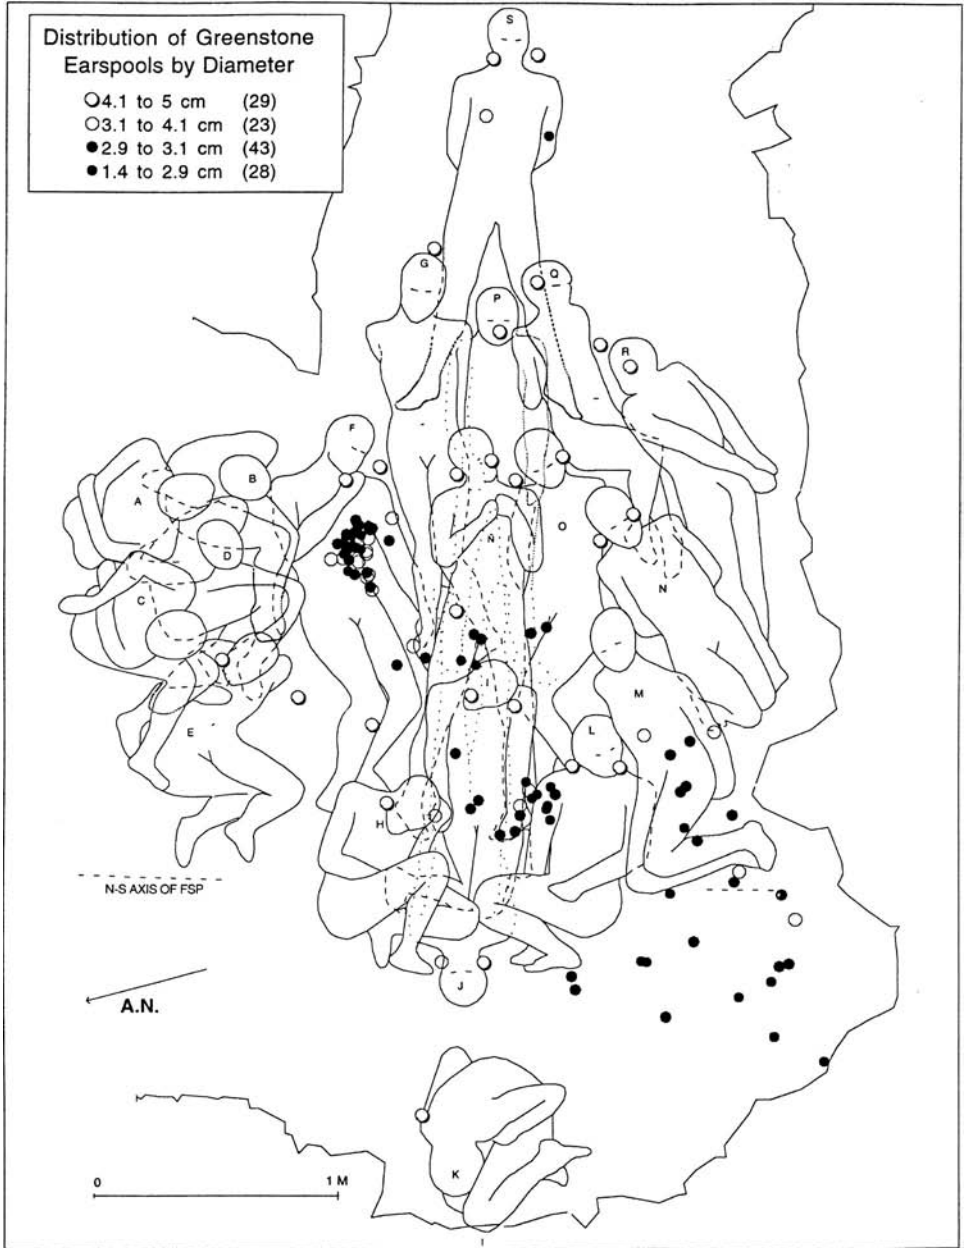 Distribution of Greenstone
Earspools by Diameter
4.1 to 5 cm (29)
3.1 to 4.1 cm (23)
2.9 to 3.1 cm (43)
1.4 to 2.9 cm (28)
S
G
Q
P
R
F
B
A
D
O
Ñ
N
C
M
E
L
H
N-S AXIS OF FSP
J
A.N.
K
0 1 M